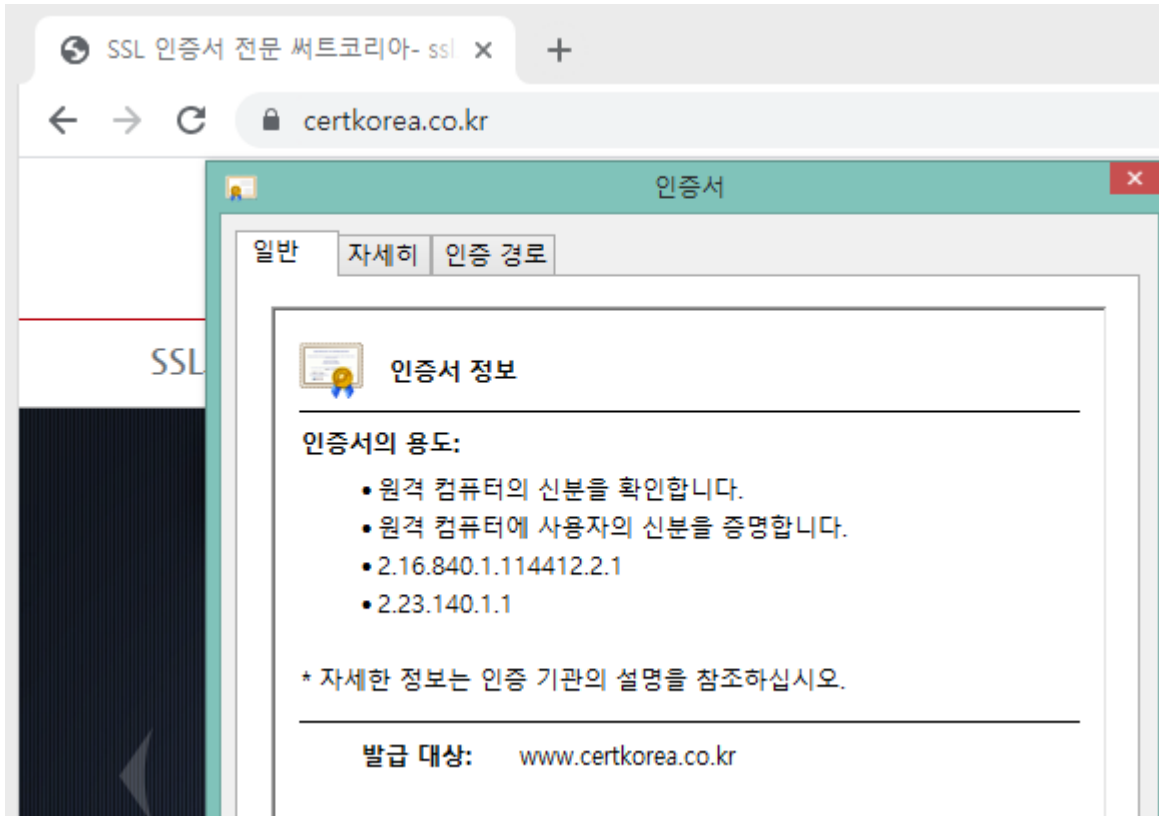 SSL 인증서 전문 써트코리아- ssl
certkorea.co.kr
인증서
일반 자세히 인증 경로
SSL
인증서 정보
인증서의 용도:
• 원격 컴퓨터의 신분을 확인합니다.
• 원격 컴퓨터에 사용자의 신분을 증명합니다.
• 2.16.840.1.114412.2.1
• 2.23.140.1.1
* 자세한 정보는 인증 기관의 설명을 참조하십시오.
발급 대상: www.certkorea.co.kr